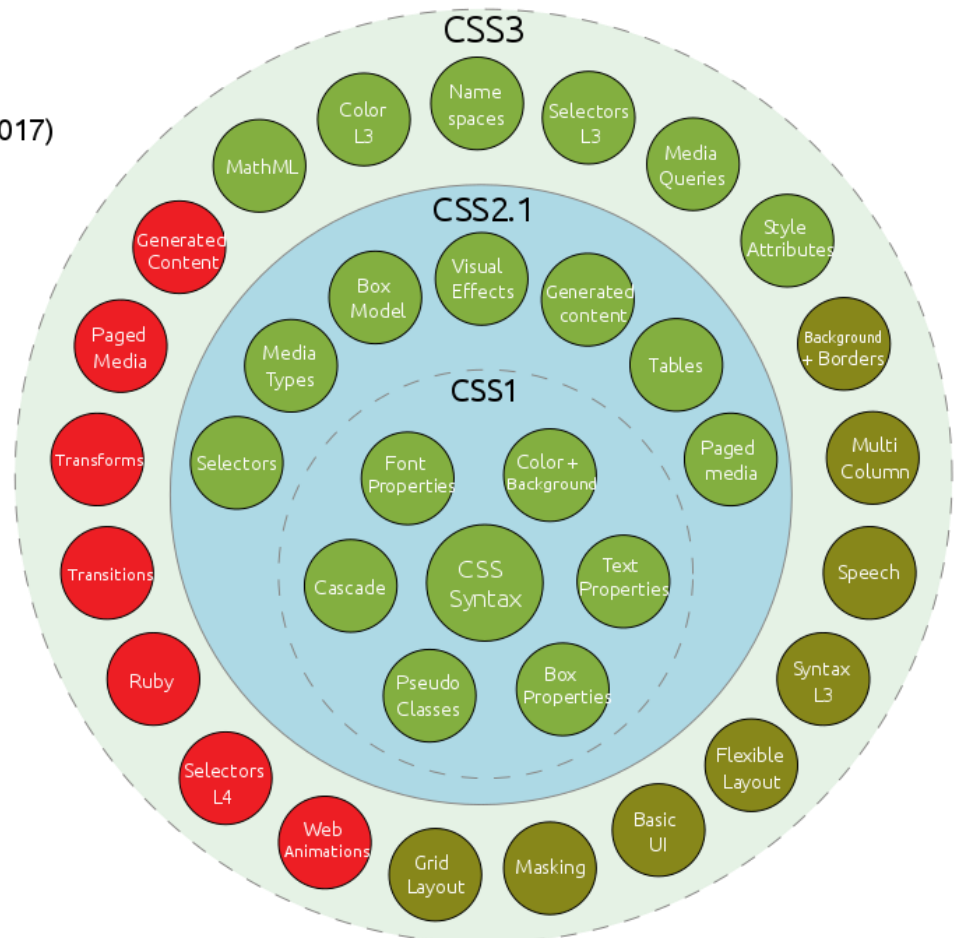 CSS3
017)
Name
spaces
Color
L3
Selectors
L3
MathML
Media
Queries
Style
Attributes
Generated
Content
Background
+ Borders
Paged
Media
Multi
Column
Transforms
Speech
Transitions
Syntax
L3
Ruby
Flexible
Layout
Selectors
L4
Basic
UI
Web
Animations
Masking
Grid
Layout
CSS2.1
Visual
Effects
Box
Model
Generated
content
Media
Types
Tables
Selectors
Paged
media
CSS1
Font
Properties
Color +
Background
Cascade
CSS
Syntax
Text
Properties
Pseudo
Classes
Box
Properties